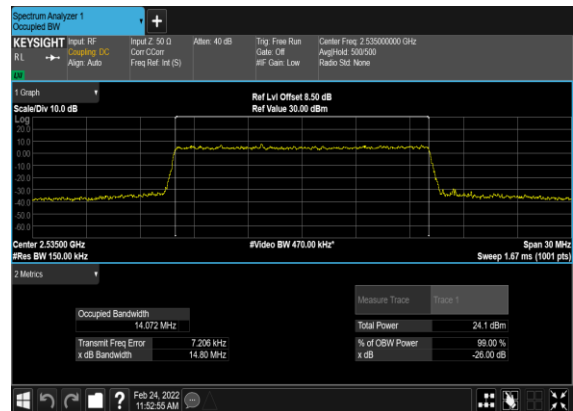 Spectrum Analyzer 1
Occupied BW
KEYSIGHT Input: RF Input Z: 50 Ω Atten: 40 dB Trig: Free Run Center Freq: 2.535000000 GHz
RL Coupling: DC Corr CCorr Gate: Off Avg|Hold: 500/500
Align: Auto Freq Ref: Int (S) #IF Gain: Low Radio Std: None
LW
1 Graph
Ref Lvl Offset 8.50 dB
Scale/Div 10.0 dB Ref Value 30.00 dBm
Log
20.0
10.0
0.00
-10.0
-20.0
-30.0
-40.0
-50.0
-60.0
Center 2.53500 GHz #Video BW 470.00 kHz* Span 30 MHz
#Res BW 150.00 kHz Sweep 1.67 ms (1001 pts)
2 Metrics
Measure Trace Trace 1
Occupied Bandwidth
14.072 MHz Total Power 24.1 dBm
Transmit Freq Error 7.206 kHz % of OBW Power 99.00 %
x dB Bandwidth 14.80 MHz x dB -26.00 dB
?
Feb 24, 2022
11:52:55 AM